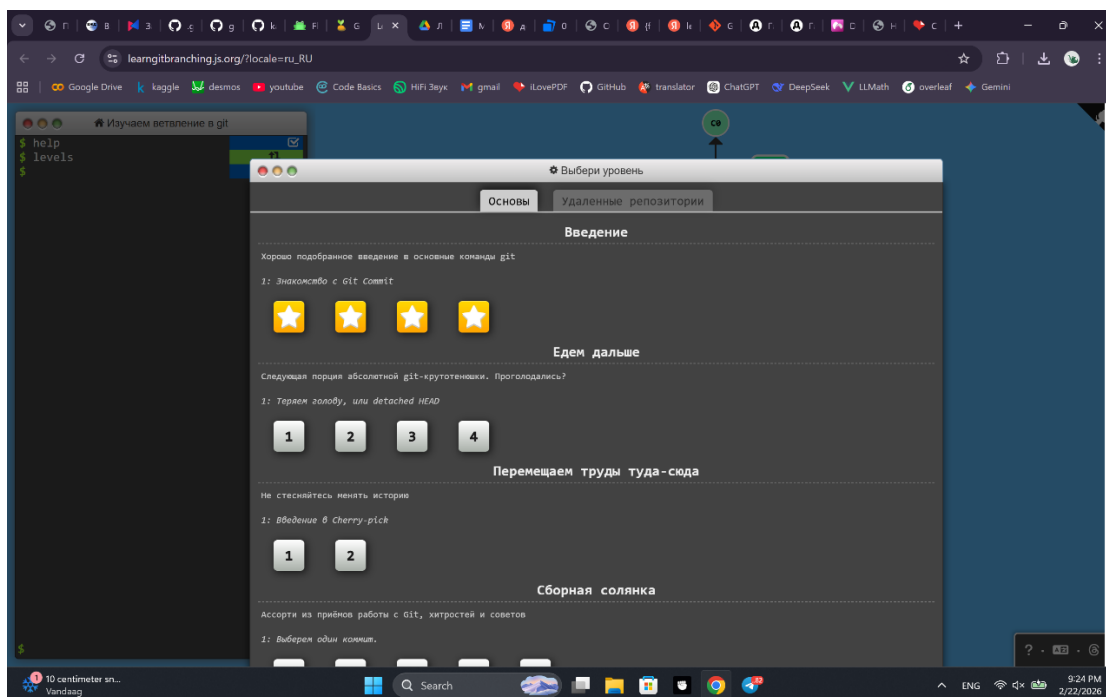 learngitbranching.js.org/?locale=ru_RU
Google Drive kaggle desmos youtube Code Basics HiFi Звук gmail iLovePDF GitHub translator ChatGPT DeepSeek LLMath overleaf Gemini
Изучаем ветвление в git
$ help
$ levels
$
c0
Выбери уровень
Основы Удаленные репозитории
Введение
Хорошо подобранное введение в основные команды git
1: Знакомство с Git Commit
Едем дальше
Следующая порция абсолютной git-крутотенюшки. Проголодались?
1: Теряем голову, или detached HEAD
1 2 3 4
Перемещаем труды туда-сюда
Не стесняйтесь менять историю
1: Введение в Cherry-pick
1 2
Сборная солянка
Ассорти из приёмов работы с Git, хитростей и советов
1: Выберем один коммит.
$
10 centimeter sn...
Vandaag
Search
ENG
9:24 PM
2/22/2026